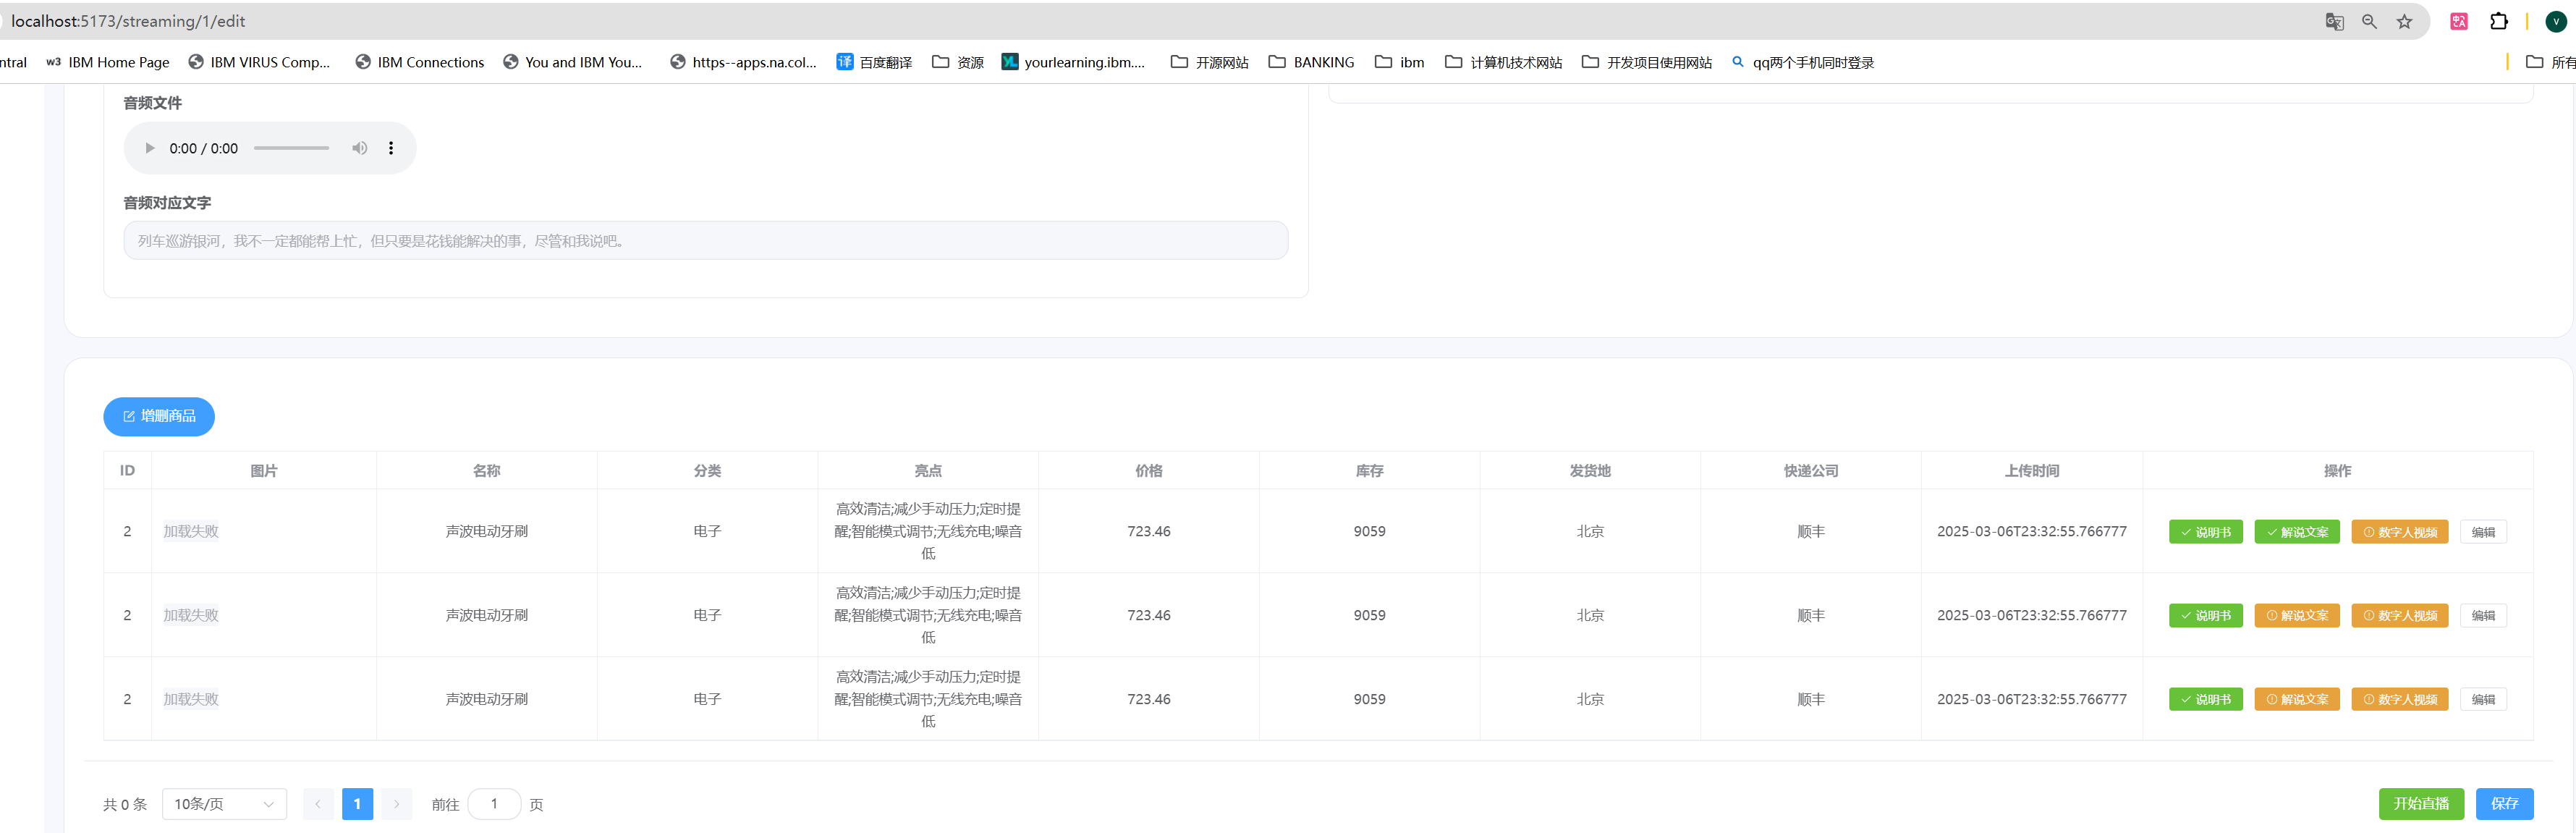 localhost:5173/streaming/1/edit
ntral w3 IBM Home Page IBM VIRUS Comp... IBM Connections You and IBM You... https--apps.na.col... 译 百度翻译 资源 YL yourlearning.ibm.... 开源网站 BANKING ibm 计算机技术网站 开发项目使用网站 qq两个手机同时登录 所有
音频文件
0:00 / 0:00
音频对应文字
列车巡游银河，我不一定都能帮上忙，但只要是花钱能解决的事，尽管和我说吧。
增删商品
ID 图片 名称 分类 亮点 价格 库存 发货地 快递公司 上传时间 操作
2 加载失败 声波电动牙刷 电子 高效清洁;减少手动压力;定时提醒;智能模式调节;无线充电;噪音低 723.46 9059 北京 顺丰 2025-03-06T23:32:55.766777 说明书 解说文案 数字人视频 编辑
2 加载失败 声波电动牙刷 电子 高效清洁;减少手动压力;定时提醒;智能模式调节;无线充电;噪音低 723.46 9059 北京 顺丰 2025-03-06T23:32:55.766777 说明书 解说文案 数字人视频 编辑
2 加载失败 声波电动牙刷 电子 高效清洁;减少手动压力;定时提醒;智能模式调节;无线充电;噪音低 723.46 9059 北京 顺丰 2025-03-06T23:32:55.766777 说明书 解说文案 数字人视频 编辑
共 0 条 10条/页 1 前往 1 页 开始直播 保存